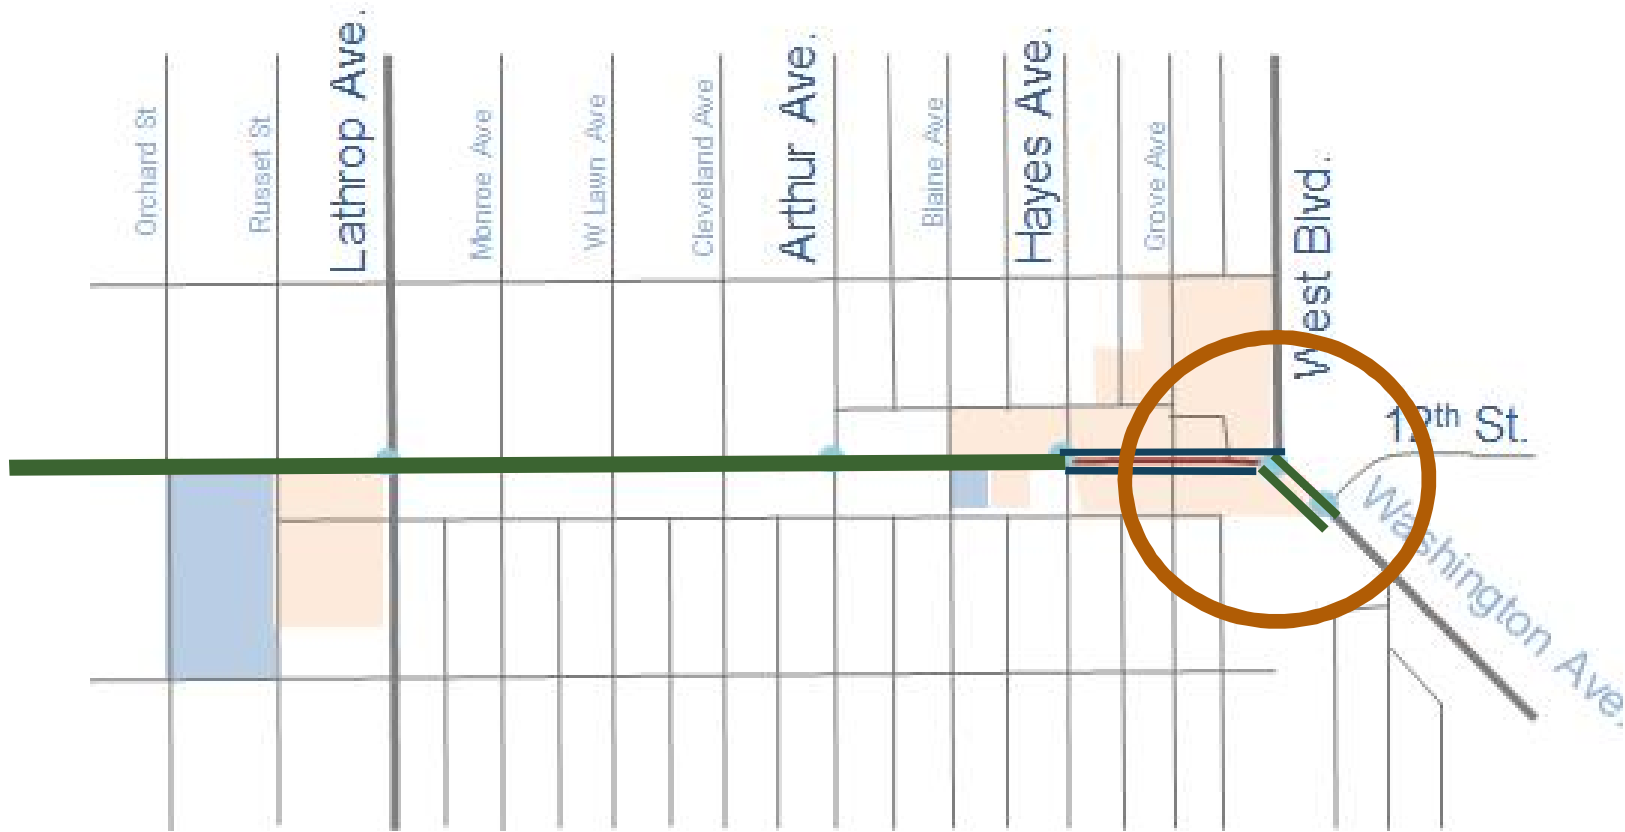 Orchard St
Russet St
Lathrop Ave.
Monroe Ave
W Lawn Ave
Cleveland Ave
Arthur Ave.
Blaine Ave
Hayes Ave.
Grove Ave
West Blvd.
12th St.
Washington Ave.